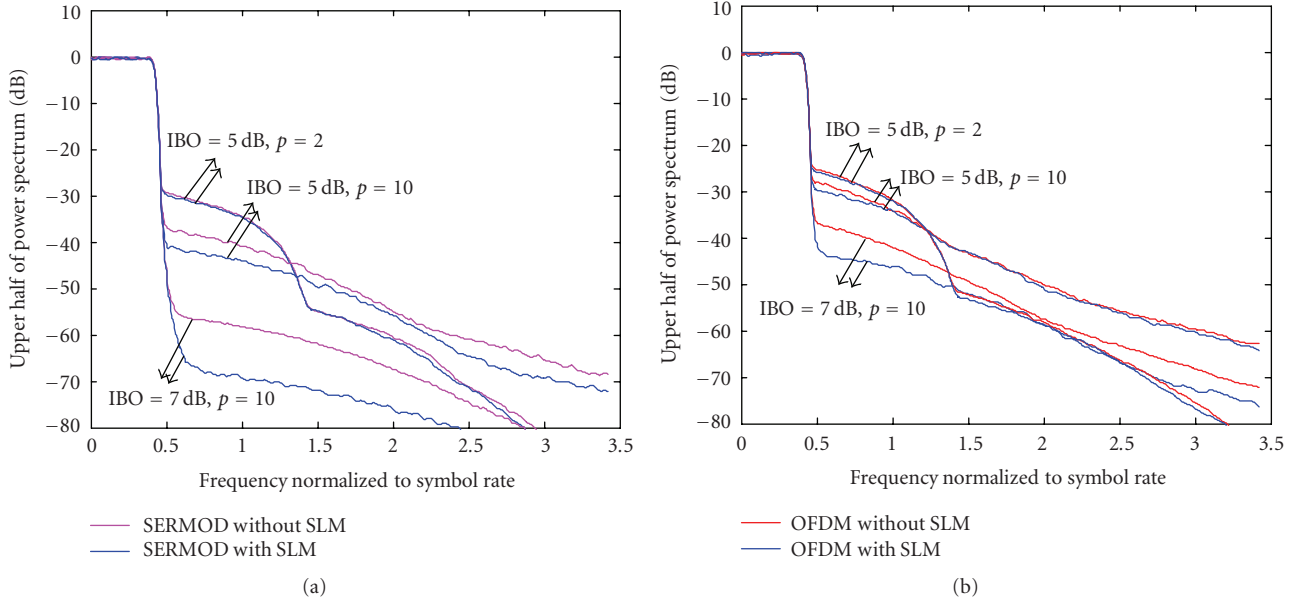 10
0
−10
−20
−30
−40
−50
−60
−70
−80
Upper half of power spectrum (dB)
IBO = 5 dB, p = 2
IBO = 5 dB, p = 10
IBO = 7 dB, p = 10
0 0.5 1 1.5 2 2.5 3 3.5
Frequency normalized to symbol rate
SERMOD without SLM
SERMOD with SLM
(a)
10
0
−10
−20
−30
−40
−50
−60
−70
−80
Upper half of power spectrum (dB)
IBO = 5 dB, p = 2
IBO = 5 dB, p = 10
IBO = 7 dB, p = 10
0 0.5 1 1.5 2 2.5 3 3.5
Frequency normalized to symbol rate
OFDM without SLM
OFDM with SLM
(b)